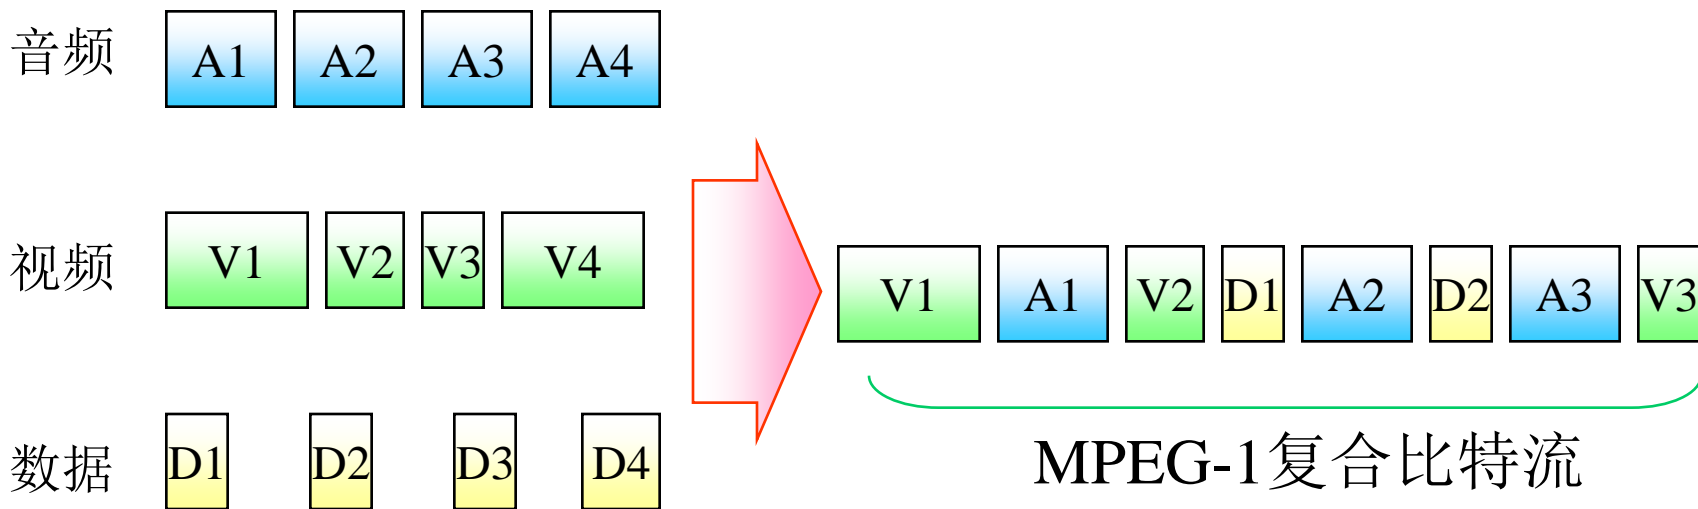 音频 A1 A2 A3 A4
视频 V1 V2 V3 V4
V1 A1 V2 D1 A2 D2 A3 V3
数据 D1 D2 D3 D4
MPEG-1复合比特流